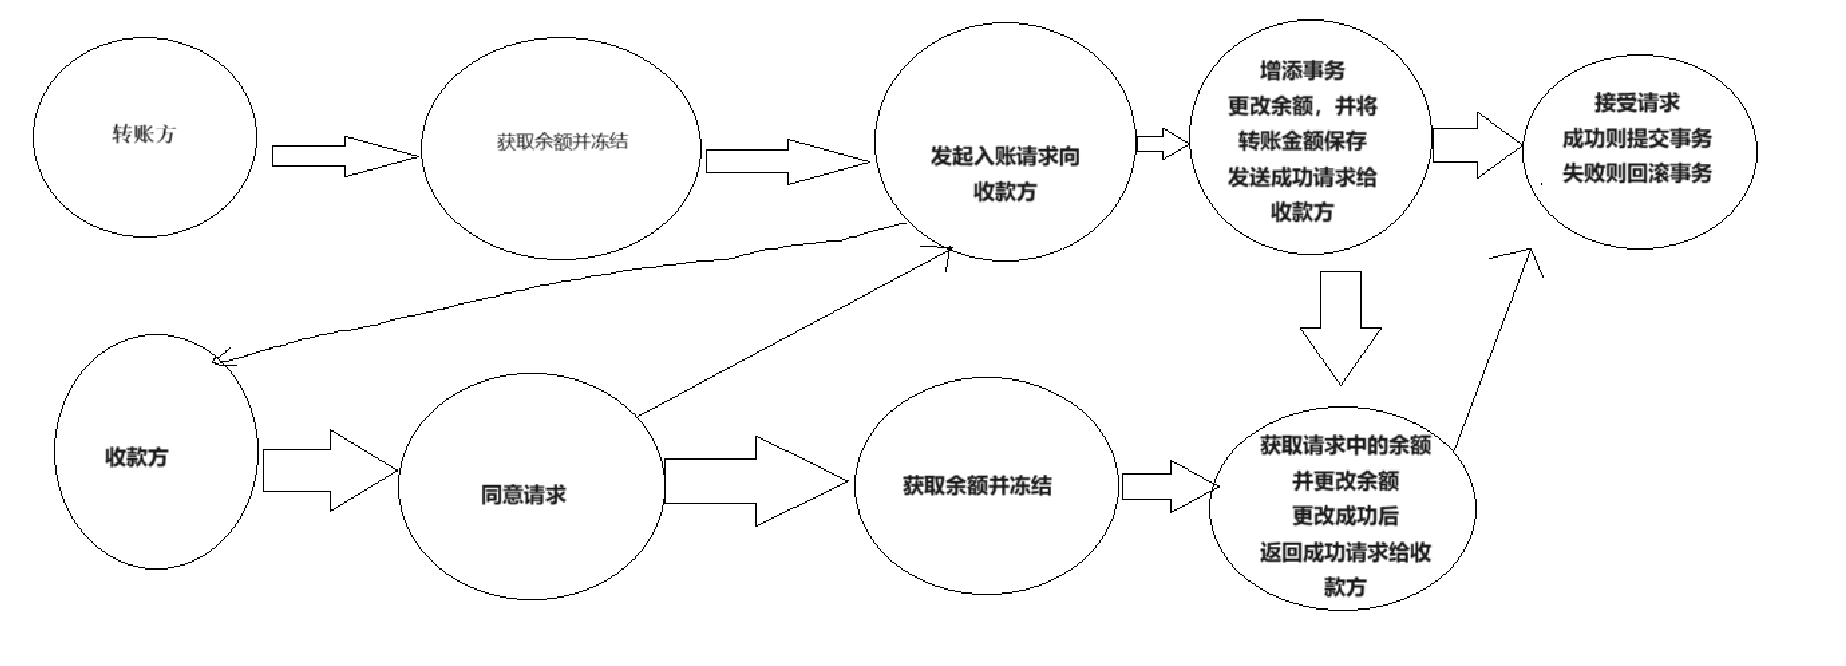 转账方
获取余额并冻结
发起入账请求向
收款方
增添事务
更改余额，并将
转账金额保存
发送成功请求给
收款方
接受请求
成功则提交事务
失败则回滚事务
收款方
同意请求
获取余额并冻结
获取请求中的余额
并更改余额
更改成功后
返回成功请求给收
款方